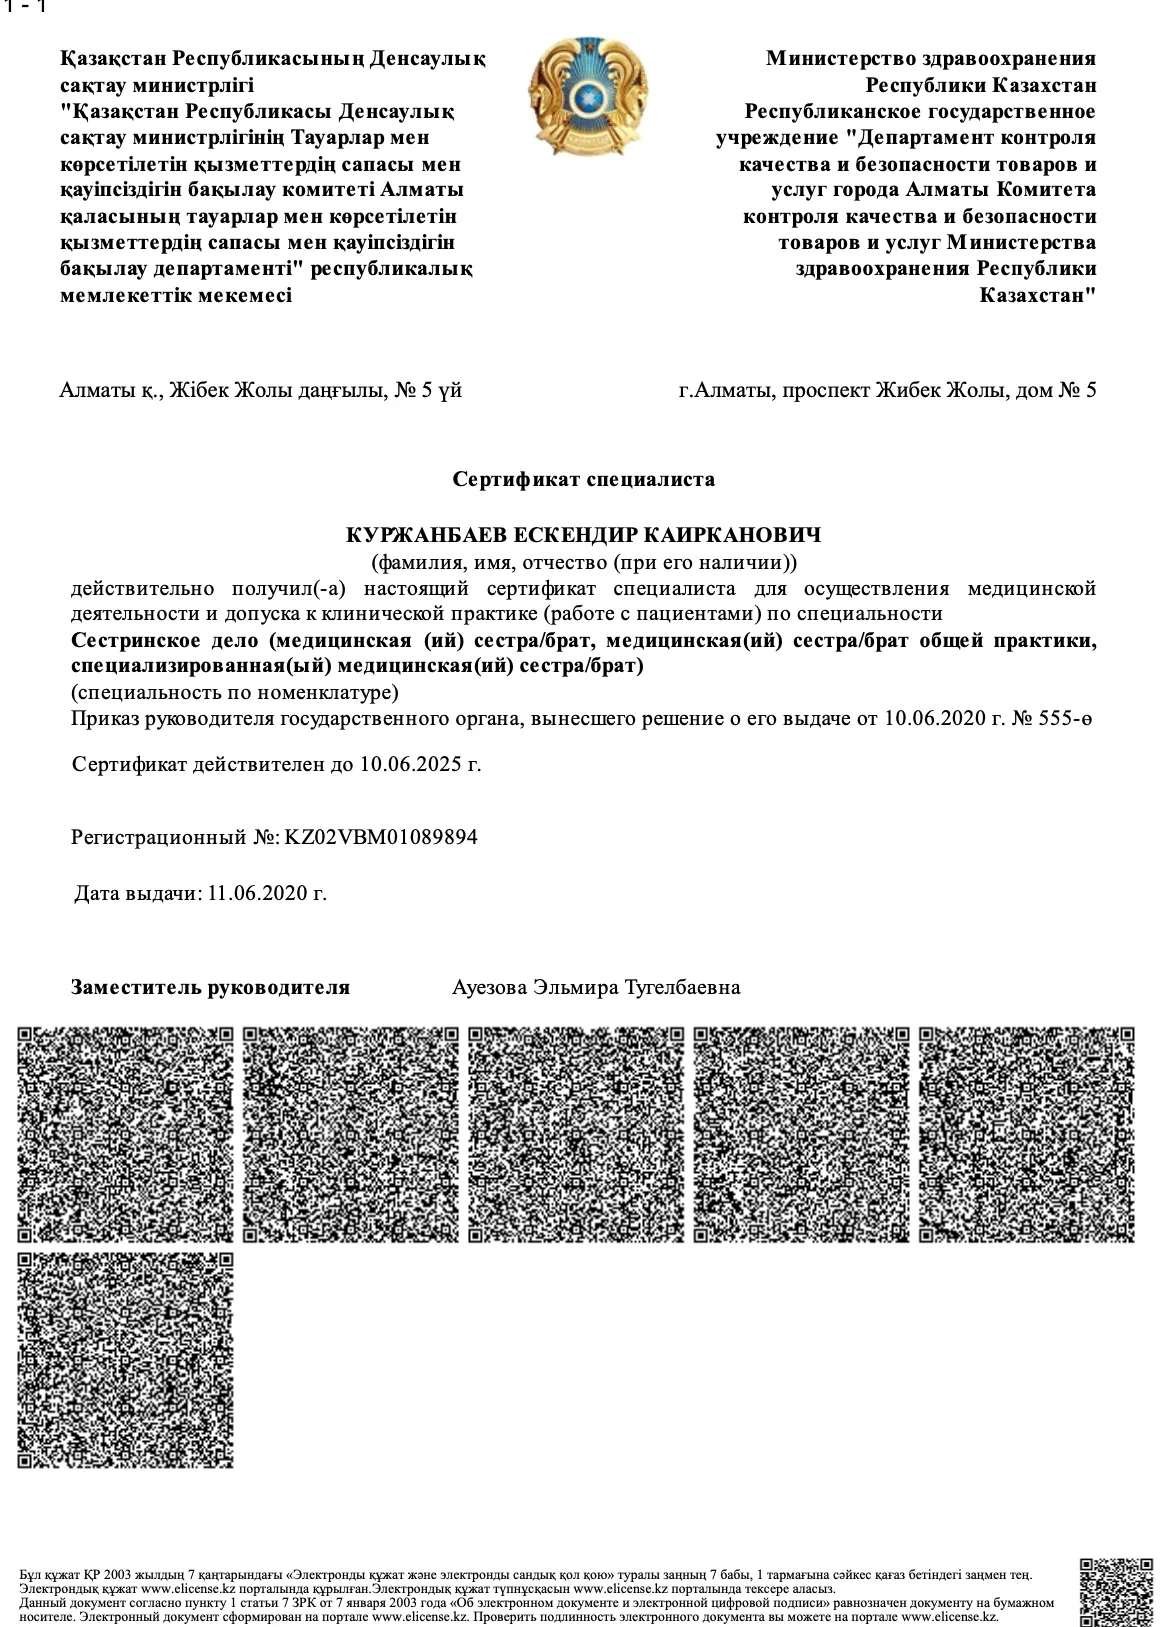 1 - 1
Қазақстан Республикасының Денсаулық
сақтау министрлігі
"Қазақстан Республикасы Денсаулық
сақтау министрлігінің Тауарлар мен
көрсетілетін қызметтердің сапасы мен
қауіпсіздігін бақылау комитеті Алматы
қаласының тауарлар мен көрсетілетін
қызметтердің сапасы мен қауіпсіздігін
бақылау департаменті" республикалық
мемлекеттік мекемесі
Министерство здравоохранения
Республики Казахстан
Республиканское государственное
учреждение "Департамент контроля
качества и безопасности товаров и
услуг города Алматы Комитета
контроля качества и безопасности
товаров и услуг Министерства
здравоохранения Республики
Казахстан"
Алматы қ., Жібек Жолы даңғылы, № 5 үй
г.Алматы, проспект Жибек Жолы, дом № 5
Сертификат специалиста
КУРЖАНБАЕВ ЕСКЕНДИР КАИРКАНОВИЧ
(фамилия, имя, отчество (при его наличии))
действительно получил(-а) настоящий сертификат специалиста для осуществления медицинской
деятельности и допуска к клинической практике (работе с пациентами) по специальности
Сестринское дело (медицинская (ий) сестра/брат, медицинская(ий) сестра/брат общей практики,
специализированная(ый) медицинская(ий) сестра/брат)
(специальность по номенклатуре)
Приказ руководителя государственного органа, вынесшего решение о его выдаче от 10.06.2020 г. № 555-ө
Сертификат действителен до 10.06.2025 г.
Регистрационный №: KZ02VBM01089894
Дата выдачи: 11.06.2020 г.
Заместитель руководителя Ауезова Эльмира Тугелбаевна
Бұл құжат ҚР 2003 жылдың 7 қаңтарындағы «Электронды құжат және электронды сандық қол қою» туралы заңның 7 бабы, 1 тармағына сәйкес қағаз бетіндегі заңмен тең.
Электрондық құжат www.elicense.kz порталында құрылған.Электрондық құжат түпнұсқасын www.elicense.kz порталында тексере аласыз.
Данный документ согласно пункту 1 статьи 7 ЗРК от 7 января 2003 года «Об электронном документе и электронной цифровой подписи» равнозначен документу на бумажном
носителе. Электронный документ сформирован на портале www.elicense.kz. Проверить подлинность электронного документа вы можете на портале www.elicense.kz.